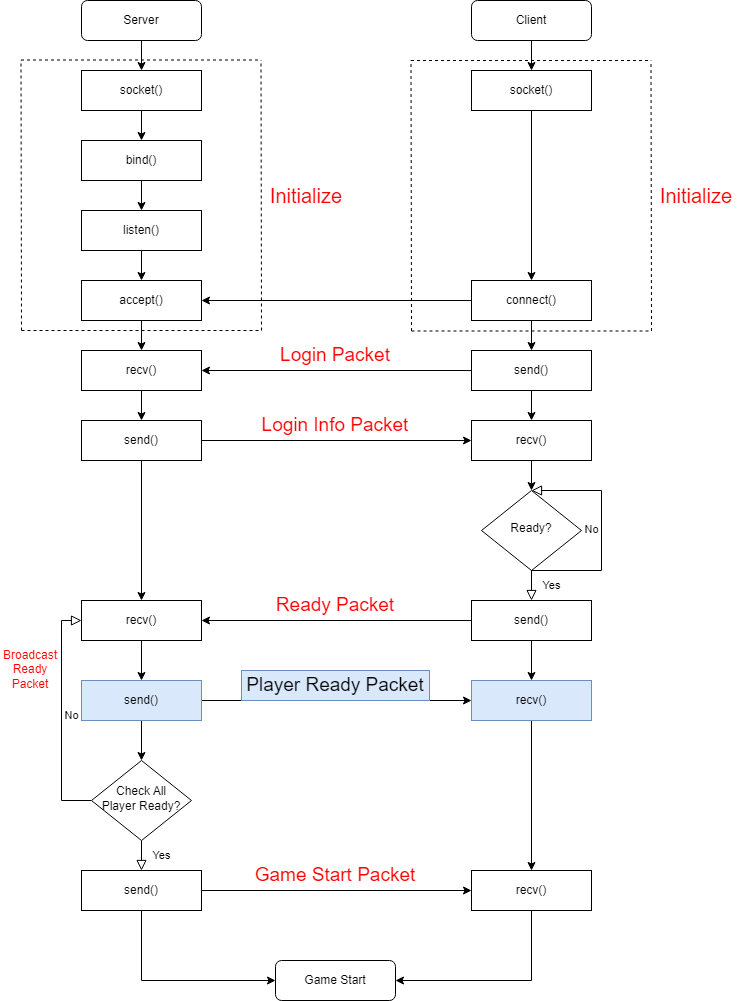 Server
Client
socket()
socket()
bind()
Initialize
Initialize
listen()
accept()
connect()
Login Packet
recv()
send()
Login Info Packet
send()
recv()
Ready?
No
Yes
Ready Packet
recv()
send()
Broadcast
Ready
Packet
Player Ready Packet
send()
recv()
No
Check All
Player Ready?
Yes
Game Start Packet
send()
recv()
Game Start